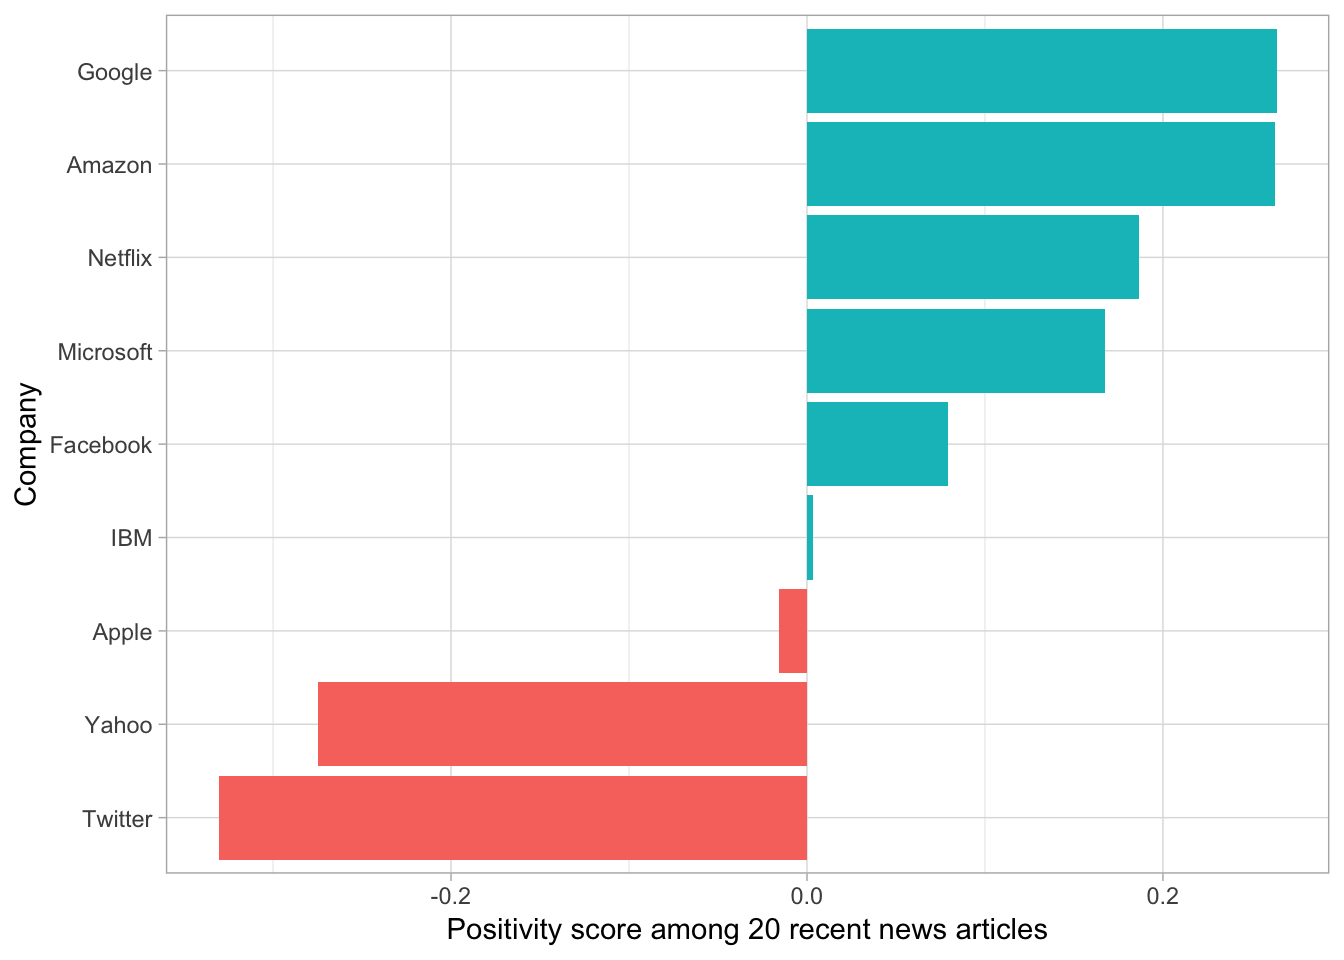 Google
Amazon
Netflix
Microsoft
Facebook
IBM
Apple
Yahoo
Twitter
Company
-0.2
0.0
0.2
Positivity score among 20 recent news articles